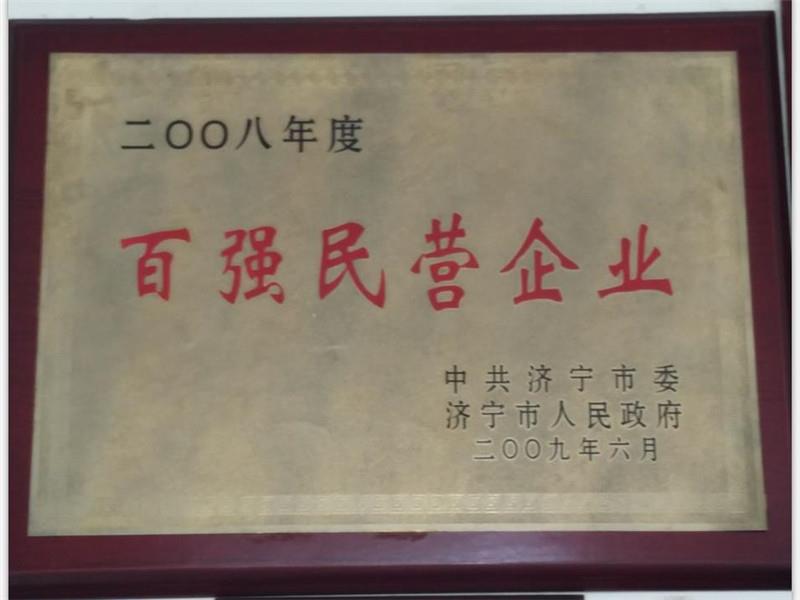 二〇〇八年度
百强民营企业
中共济宁市委
济宁市人民政府
二〇〇九年六月